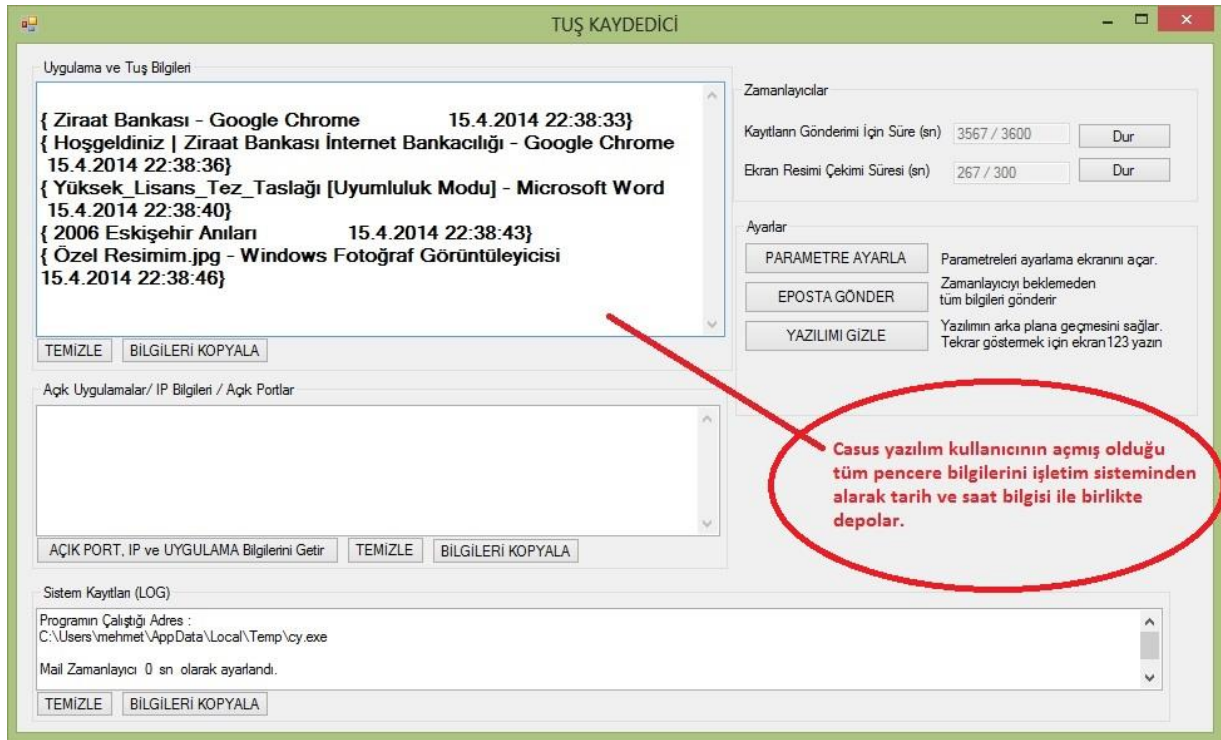 TUŞ KAYDEDİCİ
Uygulama ve Tuş Bilgileri
{ Ziraat Bankası - Google Chrome 15.4.2014 22:38:33}
{ Hoşgeldiniz | Ziraat Bankası İnternet Bankacılığı - Google Chrome
15.4.2014 22:38:36}
{ Yüksek_Lisans_Tez_Taslağı [Uyumluluk Modu] - Microsoft Word
15.4.2014 22:38:40}
{ 2006 Eskişehir Anıları 15.4.2014 22:38:43}
{ Özel Resimim.jpg - Windows Fotoğraf Görüntüleyicisi
15.4.2014 22:38:46}
TEMİZLE BİLGİLERİ KOPYALA
Zamanlayıcılar
Kayıtların Gönderimi İçin Süre (sn) 3567 / 3600 Dur
Ekran Resimi Çekimi Süresi (sn) 267 / 300 Dur
Ayarlar
PARAMETRE AYARLA Parametreleri ayarlama ekranını açar.
EPOSTA GÖNDER Zamanlayıcıyı beklemeden
tüm bilgileri gönderir
YAZILIMI GİZLE Yazılımın arka plana geçmesini sağlar.
Tekrar göstermek için ekran123 yazın
Açık Uygulamalar/ IP Bilgileri / Açık Portlar
AÇIK PORT, IP ve UYGULAMA Bilgilerini Getir TEMİZLE BİLGİLERİ KOPYALA
Casus yazılım kullanıcının açmış olduğu
tüm pencere bilgilerini işletim sisteminden
alarak tarih ve saat bilgisi ile birlikte
depolar.
Sistem Kayıtları (LOG)
Programın Çalıştığı Adres :
C:\Users\mehmet\AppData\Local\Temp\cy.exe
Mail Zamanlayıcı 0 sn olarak ayarlandı.
TEMİZLE BİLGİLERİ KOPYALA